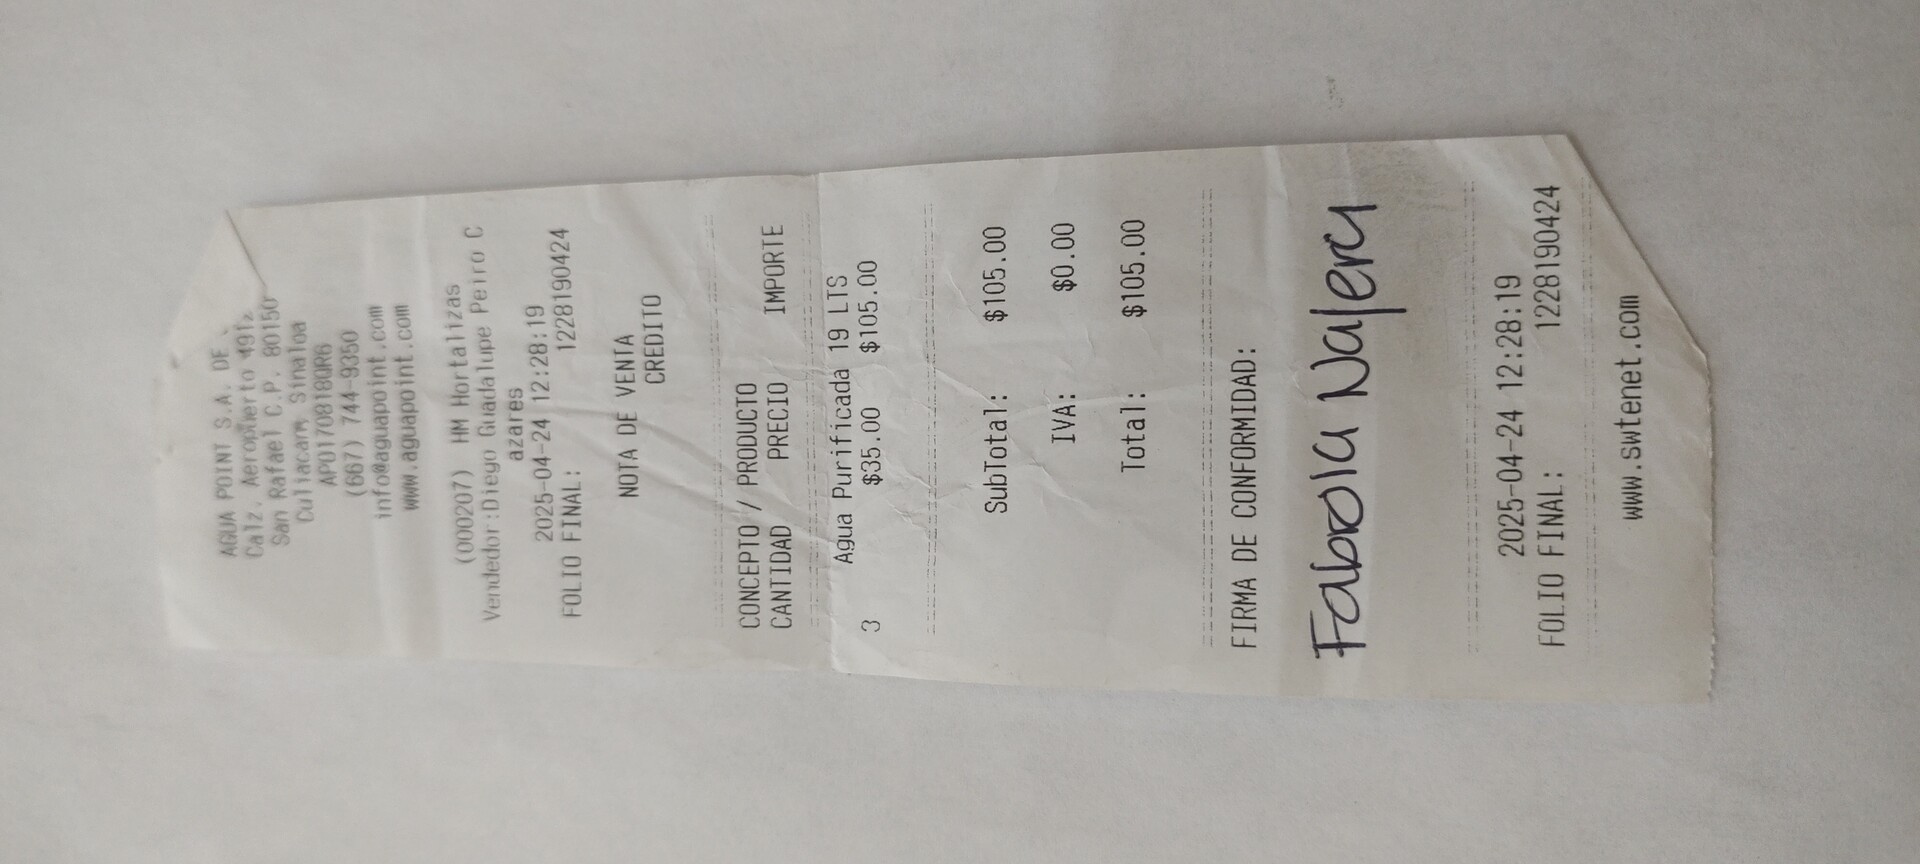 AGUA POINT S.A. DE
Calz. Aeropuerto
San Rafael C.P. 80150
Culiacam Sinaloa
(667) 744-9350
info@aguapoint.com
www.aguapoint.com
(000207) HM Hortalizas
Vendedor:Diego Guadalupe Peiro C
azares
2025-04-24 12:28:19
FOLIO FINAL: 1228190424
NOTA DE VENTA
CREDITO
CONCEPTO / PRODUCTO
CANTIDAD PRECIO IMPORTE
Agua Purificada 19 LTS
3 $35.00 $105.00
SubTotal: $105.00
IVA: $0.00
Total: $105.00
FIRMA DE CONFORMIDAD:
Fabiola Najera
2025-04-24 12:28:19
FOLIO FINAL: 1228190424
www.swtenet.com